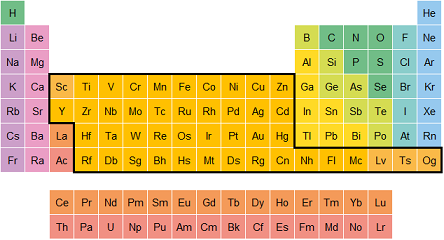 H He
Li Be B C N O F Ne
Na Mg Al Si P S Cl Ar
K Ca Sc Ti V Cr Mn Fe Co Ni Cu Zn Ga Ge As Se Br Kr
Rb Sr Y Zr Nb Mo Tc Ru Rh Pd Ag Cd In Sn Sb Te I Xe
Cs Ba La Hf Ta W Re Os Ir Pt Au Hg Tl Pb Bi Po At Rn
Fr Ra Ac Rf Db Sg Bh Hs Mt Ds Rg Cn Nh Fl Mc Lv Ts Og
Ce Pr Nd Pm Sm Eu Gd Tb Dy Ho Er Tm Yb Lu
Th Pa U Np Pu Am Cm Bk Cf Es Fm Md No Lr